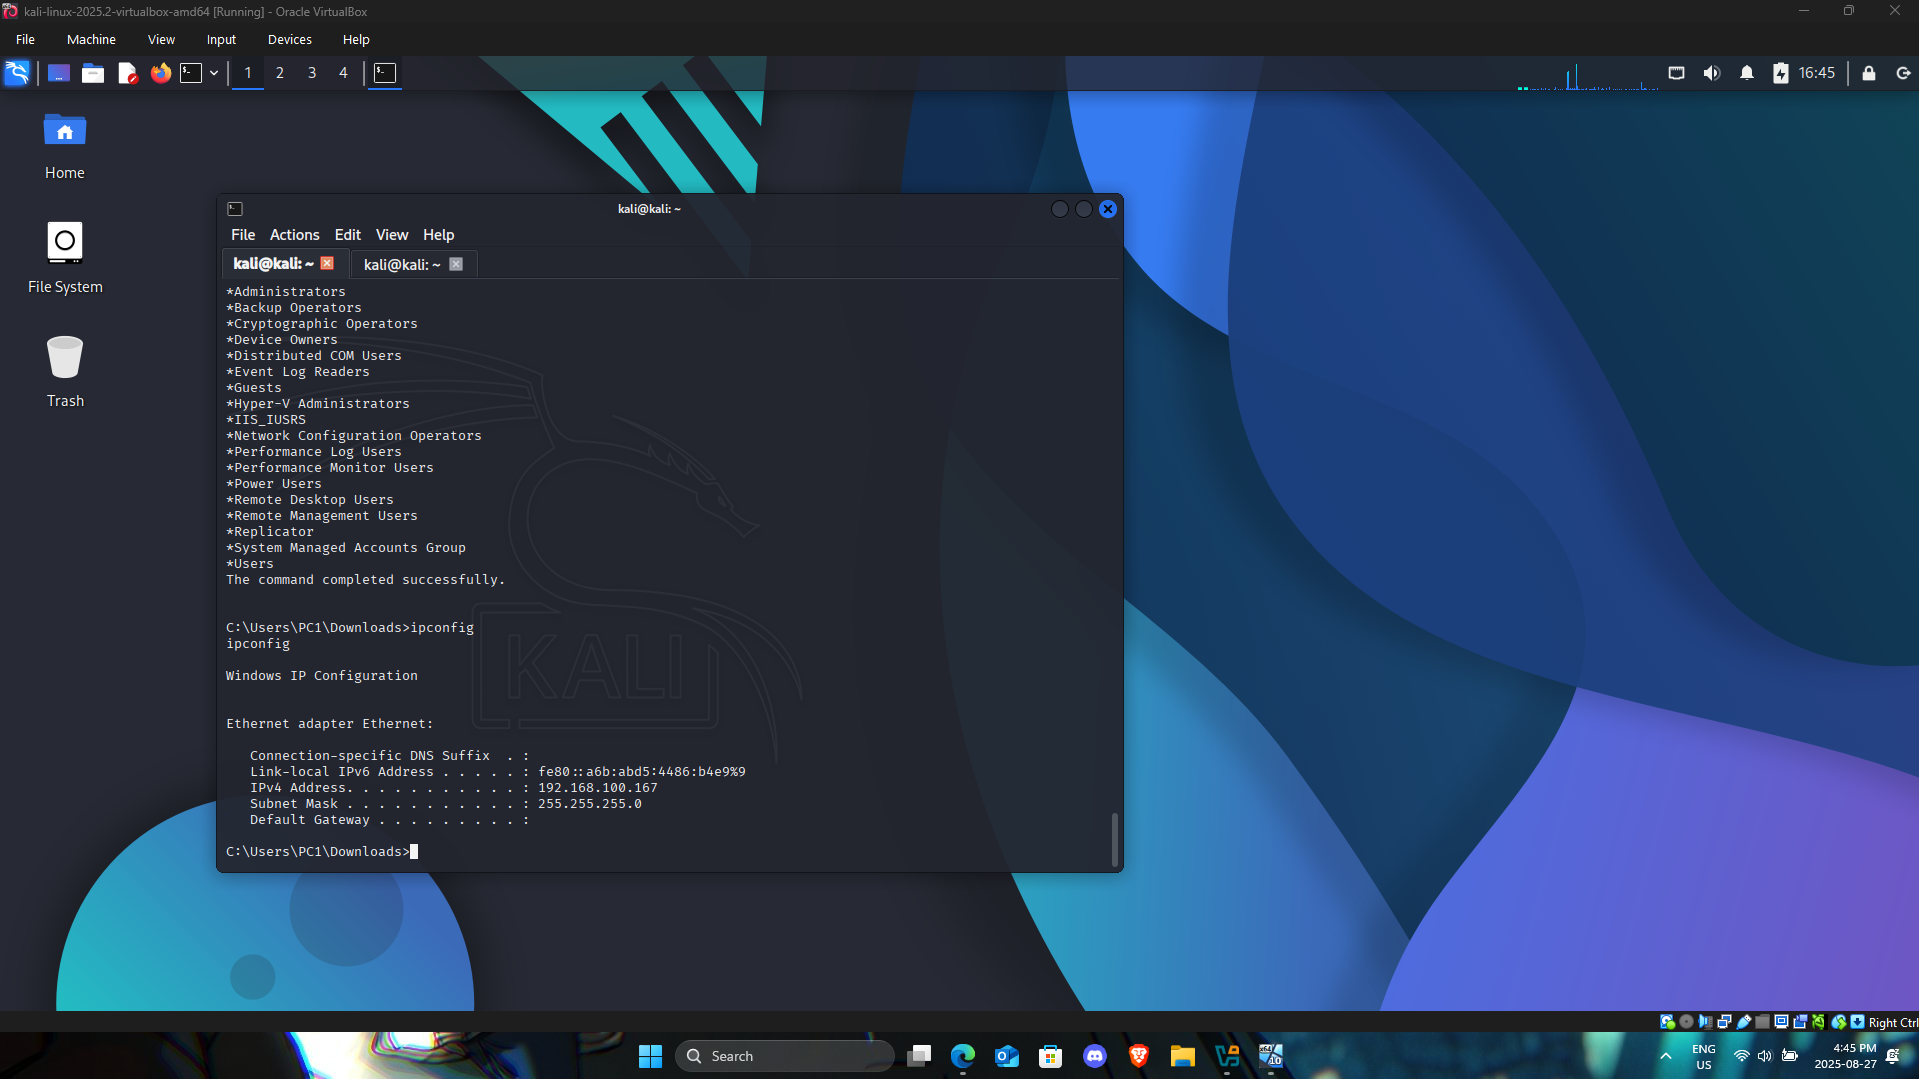 kali-linux-2025.2-virtualbox-amd64 [Running] - Oracle VirtualBox
File Machine View Input Devices Help
1 2 3 4 16:45
Home
File System
Trash
kali@kali: ~
File Actions Edit View Help
kali@kali: ~ kali@kali: ~
*Administrators
*Backup Operators
*Cryptographic Operators
*Device Owners
*Distributed COM Users
*Event Log Readers
*Guests
*Hyper-V Administrators
*IIS_IUSRS
*Network Configuration Operators
*Performance Log Users
*Performance Monitor Users
*Power Users
*Remote Desktop Users
*Remote Management Users
*Replicator
*System Managed Accounts Group
*Users
The command completed successfully.
C:\Users\PC1\Downloads>ipconfig
ipconfig
Windows IP Configuration
Ethernet adapter Ethernet:
Connection-specific DNS Suffix . :
Link-local IPv6 Address . . . . . : fe80::a6b:abd5:4486:b4e9%9
IPv4 Address. . . . . . . . . . . : 192.168.100.167
Subnet Mask . . . . . . . . . . . : 255.255.255.0
Default Gateway . . . . . . . . . :
C:\Users\PC1\Downloads>
KALI
Right Ctrl
Search
ENG
US
4:45 PM
2025-08-27